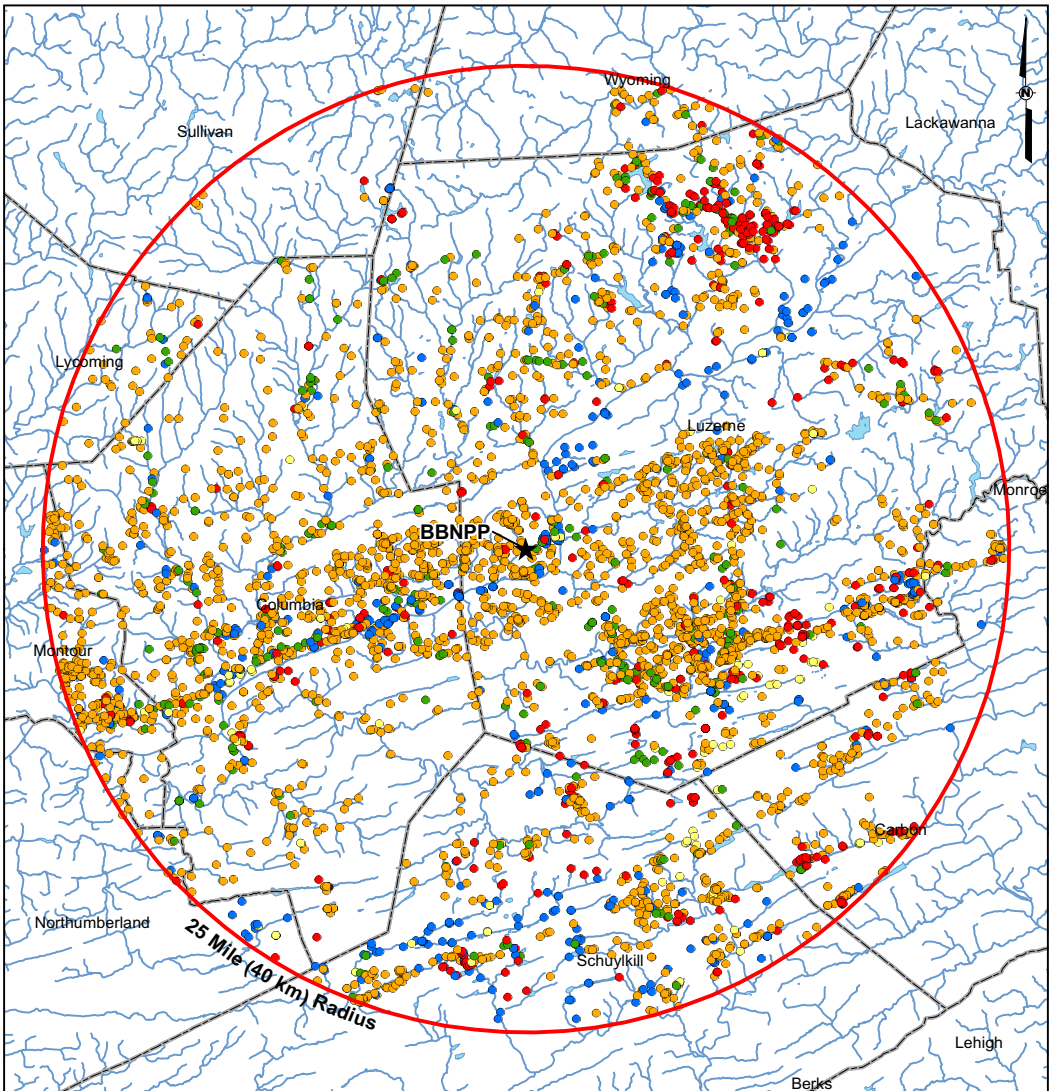 Wyoming
N
Lackawanna
Sullivan
Lycoming
Luzerne
Monroe
BBNPP
Columbia
Montour
Carbon
Northumberland
25 Mile (40 km) Radius
Schuylkill
Lehigh
Berks